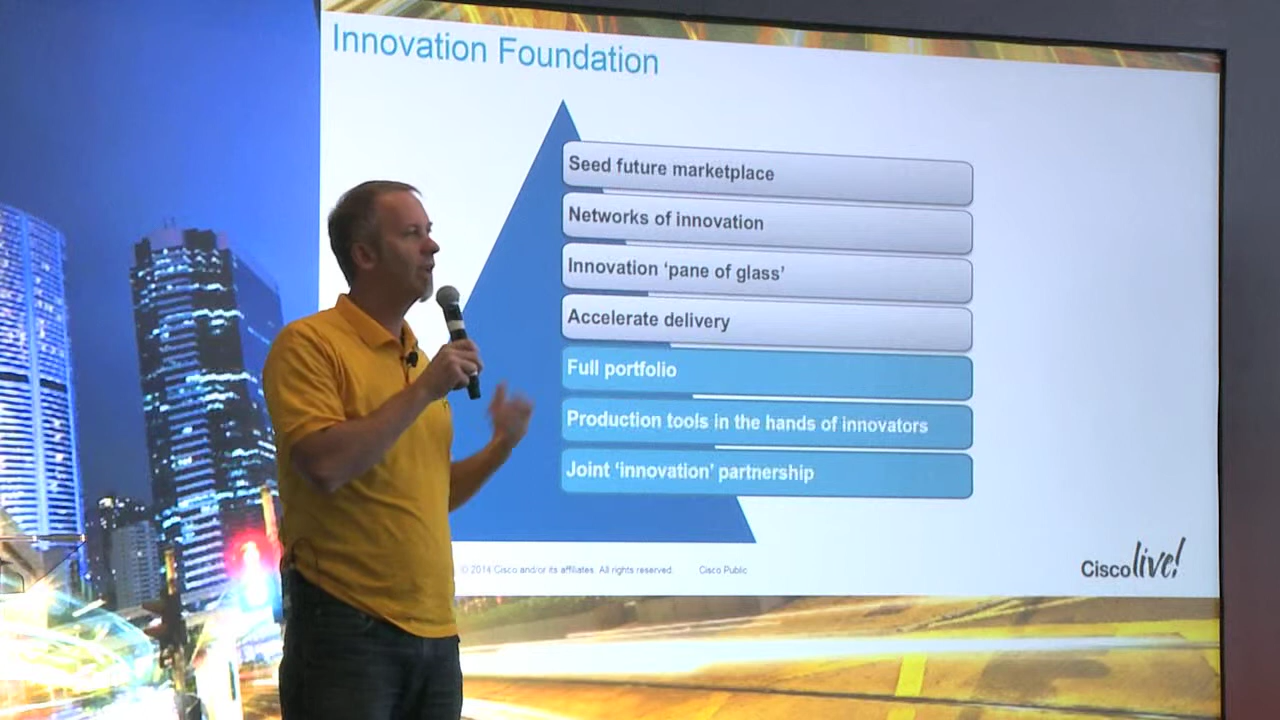 Innovation Foundation
Seed future marketplace
Networks of innovation
Innovation ‘pane of glass’
Accelerate delivery
Full portfolio
Production tools in the hands of innovators
Joint ‘innovation’ partnership
© 2014 Cisco and/or its affiliates. All rights reserved. Cisco Public
Cisco live!